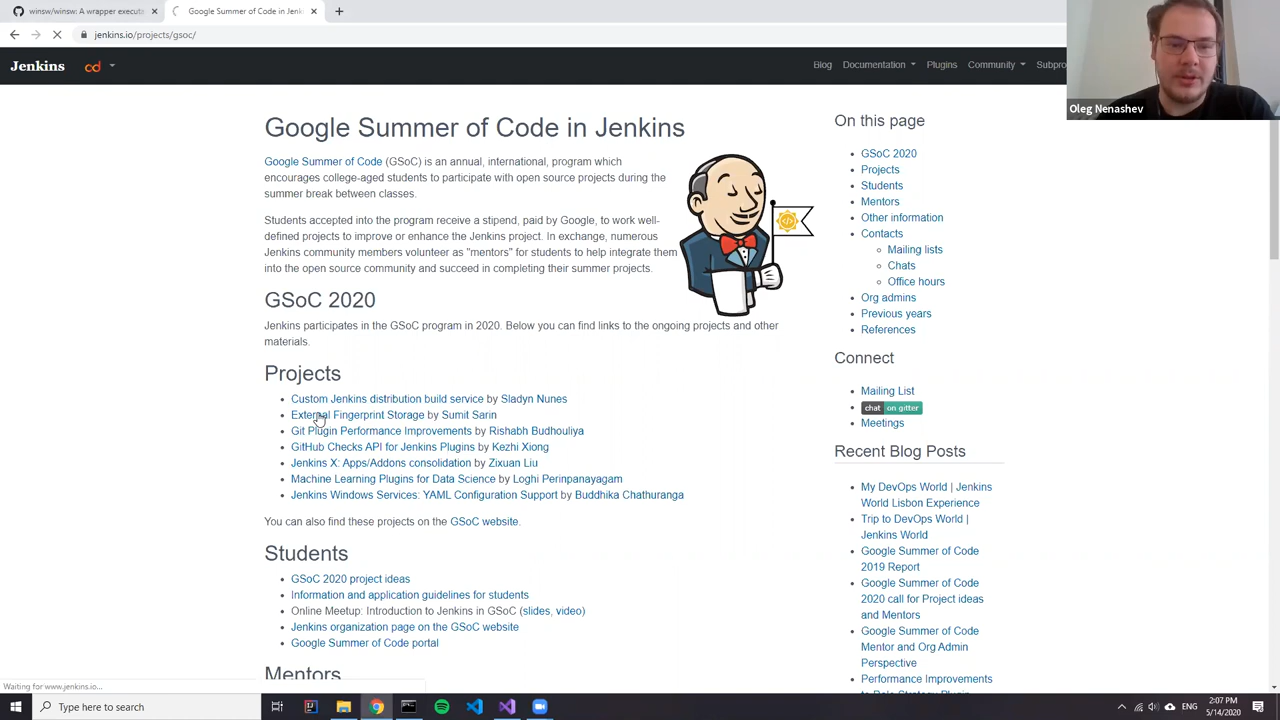 winsw/winsw: A wrapper executa
Google Summer of Code in Jenki
jenkins.io/projects/gsoc/
Jenkins
cd
Blog
Documentation
Plugins
Community
Subpro
Oleg Nenashev
Google Summer of Code in Jenkins
Google Summer of Code (GSoC) is an annual, international, program which
encourages college-aged students to participate with open source projects during the
summer break between classes.
Students accepted into the program receive a stipend, paid by Google, to work well-
defined projects to improve or enhance the Jenkins project. In exchange, numerous
Jenkins community members volunteer as "mentors" for students to help integrate them
into the open source community and succeed in completing their summer projects.
GSoC 2020
Jenkins participates in the GSoC program in 2020. Below you can find links to the ongoing projects and other
materials.
Projects
Custom Jenkins distribution build service by Sladyn Nunes
External Fingerprint Storage by Sumit Sarin
Git Plugin Performance Improvements by Rishabh Budhouliya
GitHub Checks API for Jenkins Plugins by Kezhi Xiong
Jenkins X: Apps/Addons consolidation by Zixuan Liu
Machine Learning Plugins for Data Science by Loghi Perinpanayagam
Jenkins Windows Services: YAML Configuration Support by Buddhika Chathuranga
You can also find these projects on the GSoC website.
Students
GSoC 2020 project ideas
Information and application guidelines for students
Online Meetup: Introduction to Jenkins in GSoC (slides, video)
Jenkins organization page on the GSoC website
Google Summer of Code portal
Mentors
On this page
GSoC 2020
Projects
Students
Mentors
Other information
Contacts
Mailing lists
Chats
Office hours
Org admins
Previous years
References
Connect
Mailing List
chat on gitter
Meetings
Recent Blog Posts
My DevOps World | Jenkins
World Lisbon Experience
Trip to DevOps World |
Jenkins World
Google Summer of Code
2019 Report
Google Summer of Code
2020 call for Project ideas
and Mentors
Google Summer of Code
Mentor and Org Admin
Perspective
Performance Improvements
to Role Strategy Plugin
Waiting for www.jenkins.io...
Type here to search
2:07 PM
5/14/2020